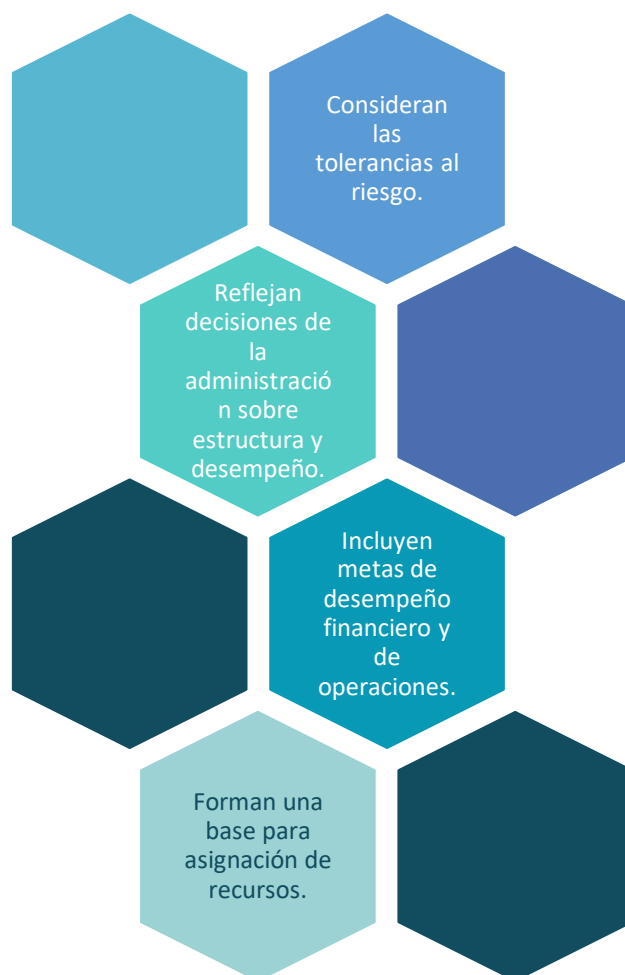 Consideran
las
tolerancias al
riesgo.
Reflejan
decisiones de
la
administració
n sobre
estructura y
desempeño.
Incluyen
metas de
desempeño
financiero y
de
operaciones.
Forman una
base para
asignación de
recursos.